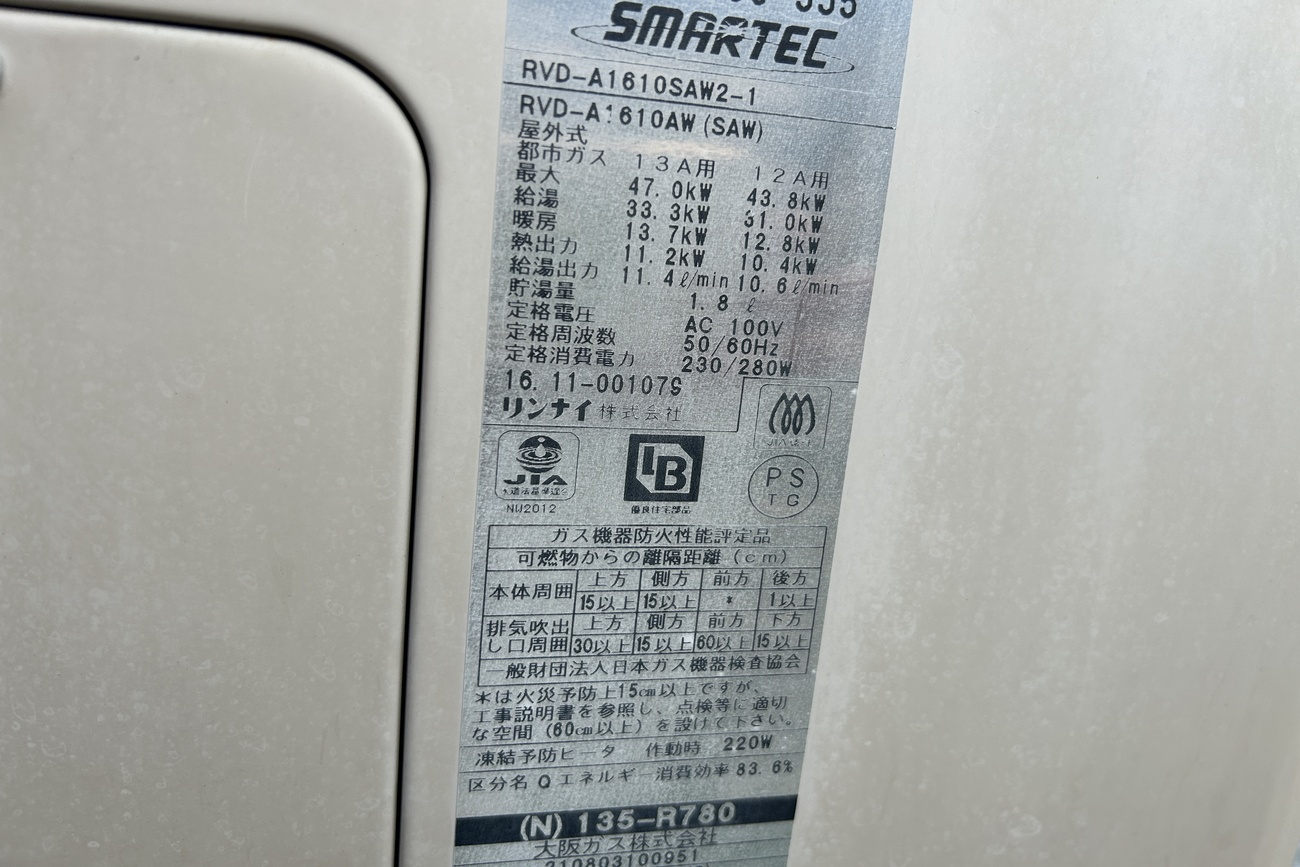 SMARTEC
RVD-A1610SAW2-1
RVD-A1610AW (SAW)
屋外式
都市ガス 13A用 12A用
最大 47.0kW 43.8kW
給湯 33.3kW 31.0kW
暖房 13.7kW 12.8kW
熱出力 11.2kW 10.4kW
給湯出力 11.4ℓ/min 10.6ℓ/min
貯湯量 1.8 ℓ
定格電圧 AC 100V
定格周波数 50/60Hz
定格消費電力 230/280W
16.11-001079
リンナイ株式会社
JIA
水道法基準適合
NW2012
LB
優良住宅部品
PS
TG
ガス機器防火性能評定品
可燃物からの離隔距離(cm)
本体周囲 上方 側方 前方 後方
15以上 15以上 * 1以上
排気吹出し口周囲 上方 側方 前方 下方
30以上 15以上 60以上 15以上
一般財団法人日本ガス機器検査協会
*は火災予防上15cm以上ですが、
工事説明書を参照し、点検等に適切
な空間(60cm以上)を設けて下さい。
凍結予防ヒータ 作動時 220W
区分名 Q エネルギー消費効率 83.6%
(N) 135-R780
大阪ガス株式会社
210803100951